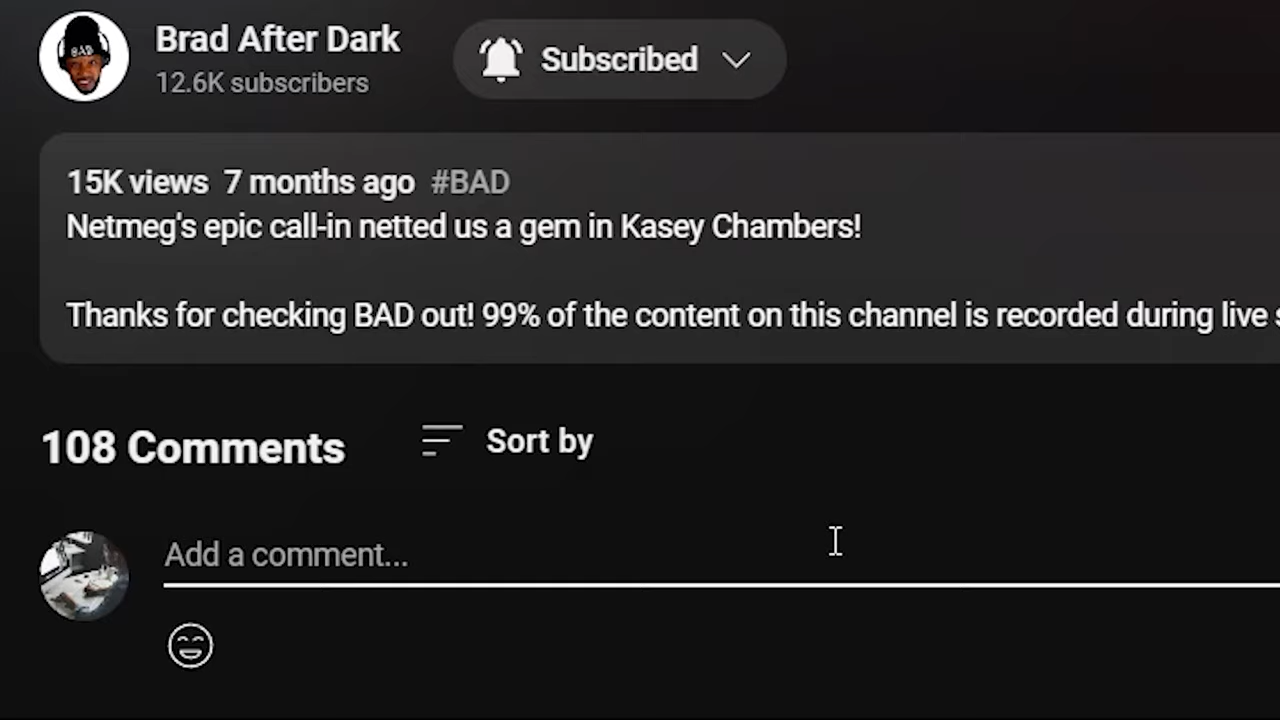 BAD
Brad After Dark
12.6K subscribers
Subscribed
15K views 7 months ago #BAD
Netmeg's epic call-in netted us a gem in Kasey Chambers!
Thanks for checking BAD out! 99% of the content on this channel is recorded during live
108 Comments
Sort by
Add a comment...